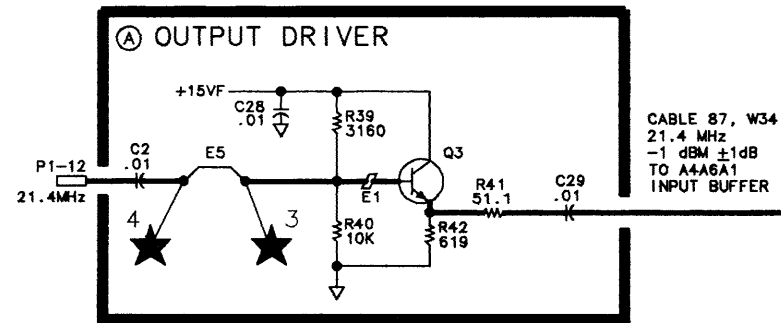 A OUTPUT DRIVER
+15VF
C28
.01
R39
3160
Q3
CABLE 87, W34
21.4 MHz
-1 dBM ±1dB
TO A4A6A1
INPUT BUFFER
P1-12
21.4MHz
C2
.01
E5
E1
R41
51.1
C29
.01
4
3
R40
10K
R42
619